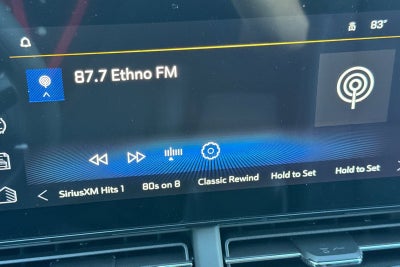 83°
87.7 Ethno FM
SiriusXM Hits 1 80s on 8 Classic Rewind Hold to Set Hold to Set